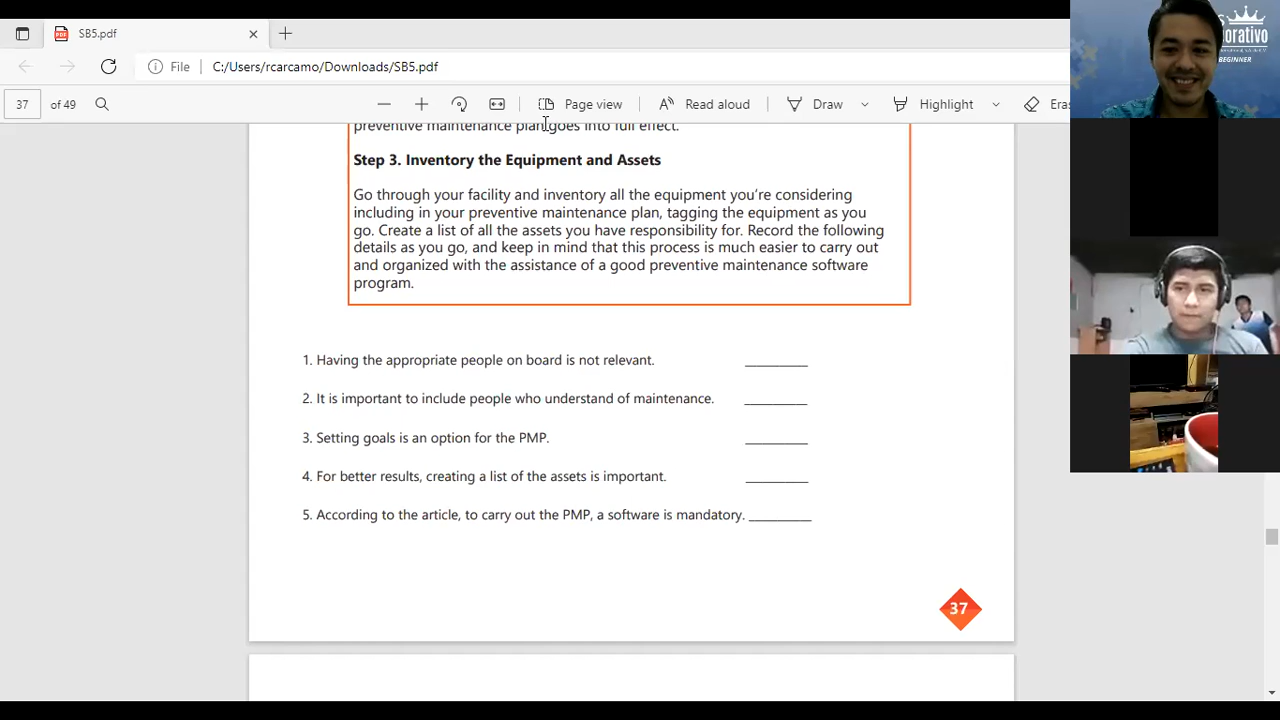 SB5.pdf
File C:/Users/rcarcamo/Downloads/SB5.pdf
37 of 49 Page view Read aloud Draw Highlight Eras
preventive maintenance plan goes into full effect.
Step 3. Inventory the Equipment and Assets
Go through your facility and inventory all the equipment you're considering
including in your preventive maintenance plan, tagging the equipment as you
go. Create a list of all the assets you have responsibility for. Record the following
details as you go, and keep in mind that this process is much easier to carry out
and organized with the assistance of a good preventive maintenance software
program.
1. Having the appropriate people on board is not relevant. __________
2. It is important to include people who understand of maintenance. __________
3. Setting goals is an option for the PMP. __________
4. For better results, creating a list of the assets is important. __________
5. According to the article, to carry out the PMP, a software is mandatory. __________
37
S
orativo
BEGINNER